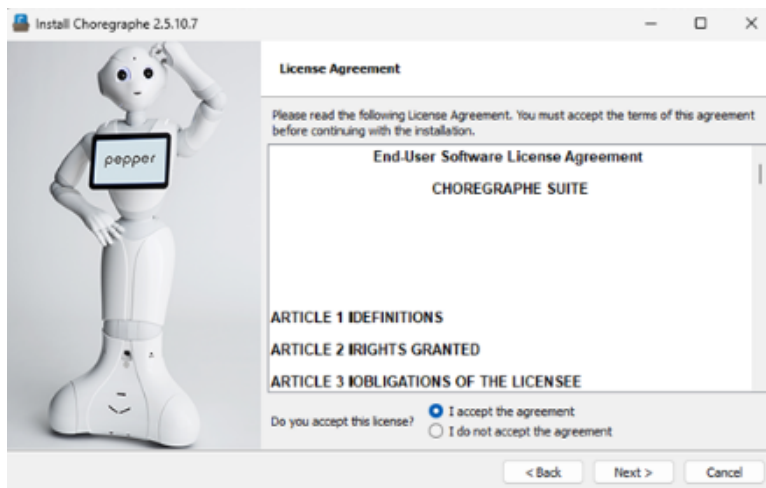 Install Choregraphe 2.5.10.7
License Agreement
Please read the following License Agreement. You must accept the terms of this agreement
before continuing with the installation.
End-User Software License Agreement
CHOREGRAPHE SUITE
ARTICLE 1 IDEFINITIONS
ARTICLE 2 IRIGHTS GRANTED
ARTICLE 3 IOBLIGATIONS OF THE LICENSEE
pepper
Do you accept this license?
I accept the agreement
I do not accept the agreement
< Back
Next >
Cancel